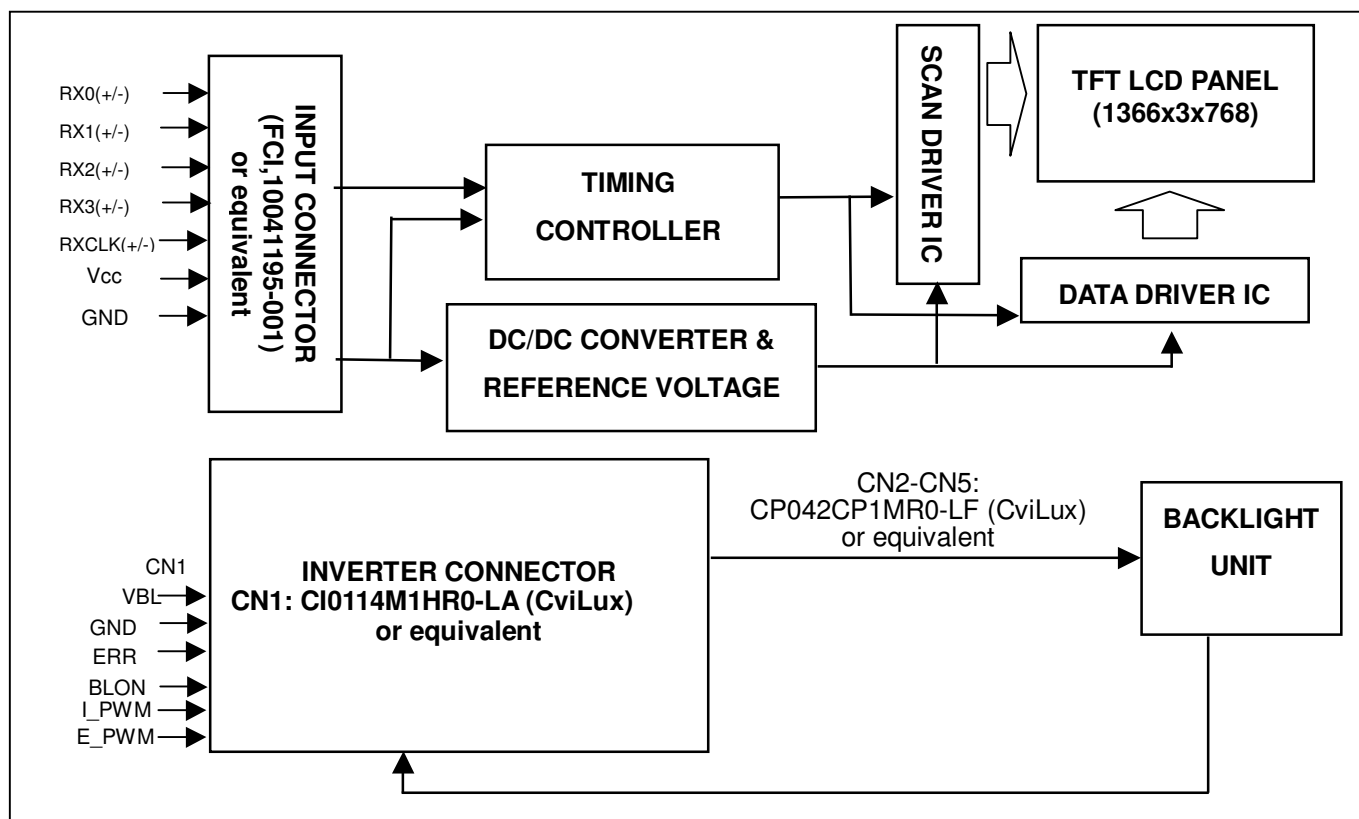 RX0(+/-)
RX1(+/-)
RX2(+/-)
RX3(+/-)
RXCLK(+/-)
Vcc
GND
INPUT CONNECTOR
(FCI,10041195-001)
or equivalent
TIMING
CONTROLLER
DC/DC CONVERTER &
REFERENCE VOLTAGE
SCAN DRIVER IC
TFT LCD PANEL
(1366x3x768)
DATA DRIVER IC
CN1
VBL
GND
ERR
BLON
I_PWM
E_PWM
INVERTER CONNECTOR
CN1: CI0114M1HR0-LA (CviLux)
or equivalent
CN2-CN5:
CP042CP1MR0-LF (CviLux)
or equivalent
BACKLIGHT
UNIT